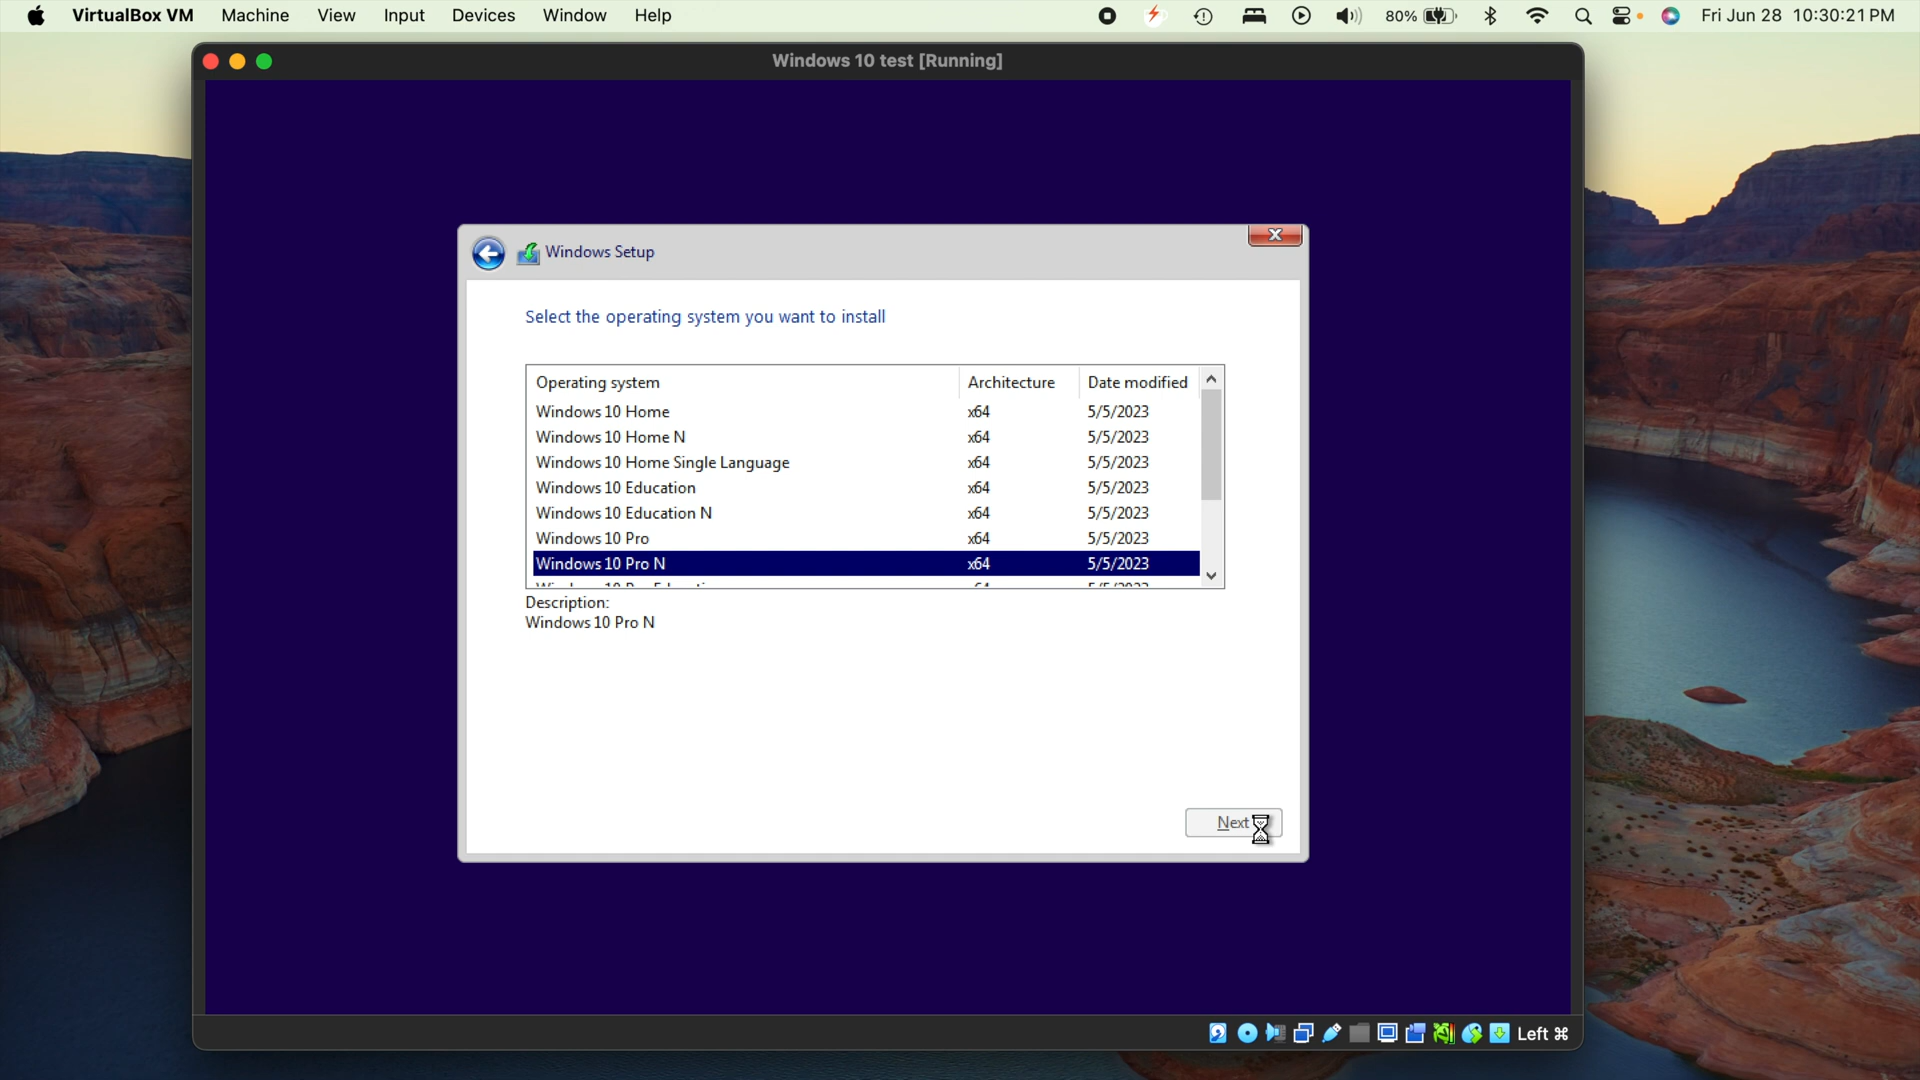 VirtualBox VM Machine View Input Devices Window Help 80% Fri Jun 28 10:30:21 PM
Windows 10 test [Running]
Windows Setup
Select the operating system you want to install
Operating system Architecture Date modified
Windows 10 Home x64 5/5/2023
Windows 10 Home N x64 5/5/2023
Windows 10 Home Single Language x64 5/5/2023
Windows 10 Education x64 5/5/2023
Windows 10 Education N x64 5/5/2023
Windows 10 Pro x64 5/5/2023
Windows 10 Pro N x64 5/5/2023
Description:
Windows 10 Pro N
Next
Left ⌘